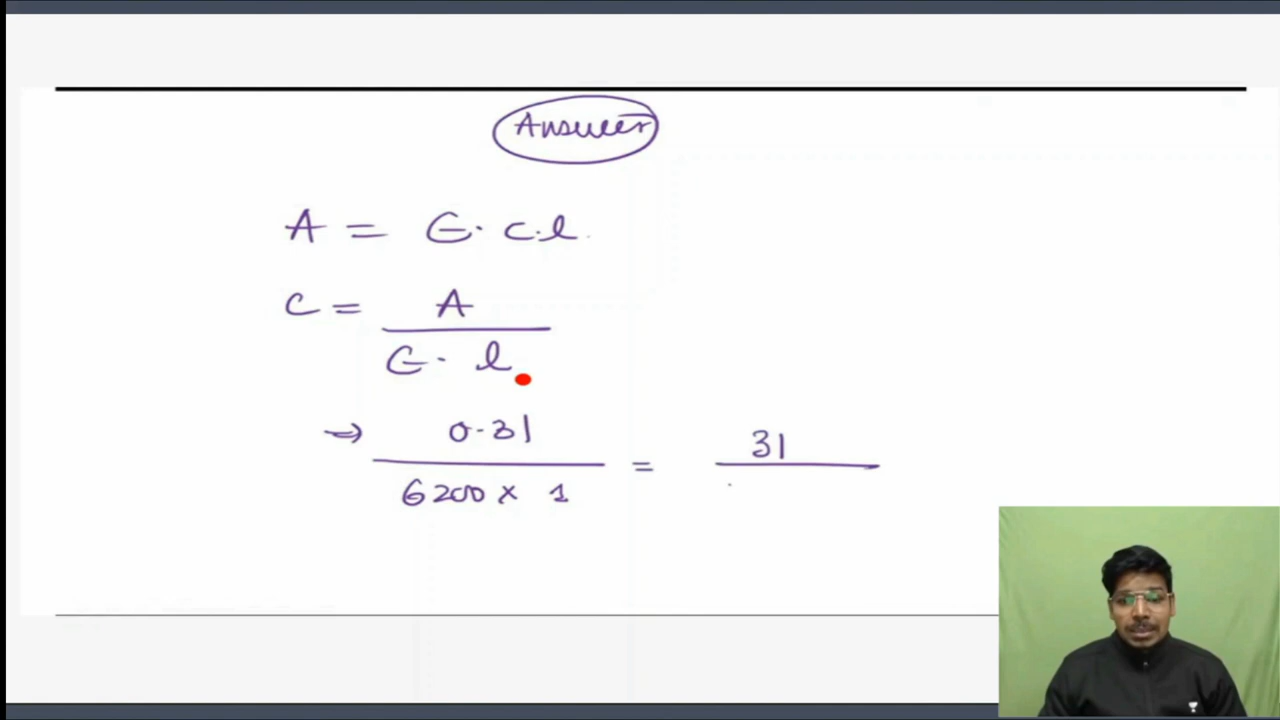 Answer
A = ϵ. c.l.
c = A / ϵ. l
→ 0.31 / 6200 x 1 = 31